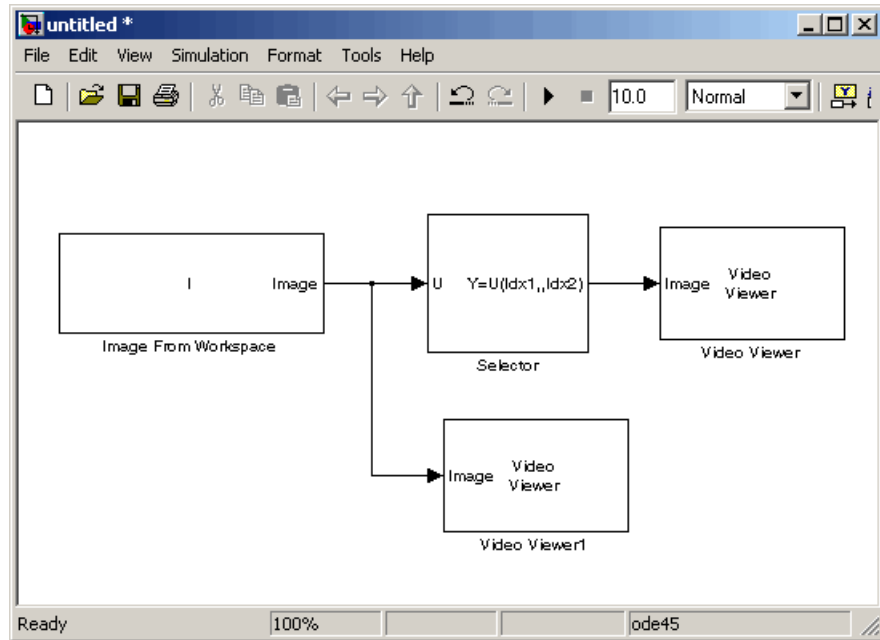 untitled *
File Edit View Simulation Format Tools Help
10.0 Normal
I Image
Image From Workspace
U Y=U(Idx1,,Idx2)
Selector
Image Video Viewer
Video Viewer
Image Video Viewer
Video Viewer1
Ready 100% ode45